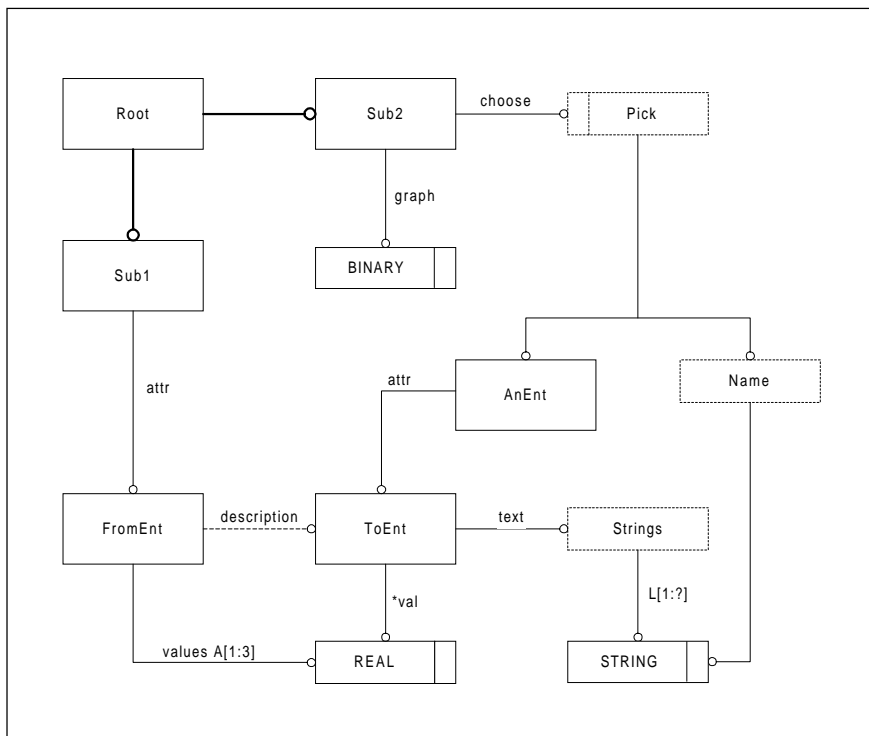 Root
Sub2
choose
Pick
graph
BINARY
Sub1
attr
attr
AnEnt
Name
FromEnt
description
ToEnt
text
Strings
*val
L[1:?]
values A[1:3]
REAL
STRING